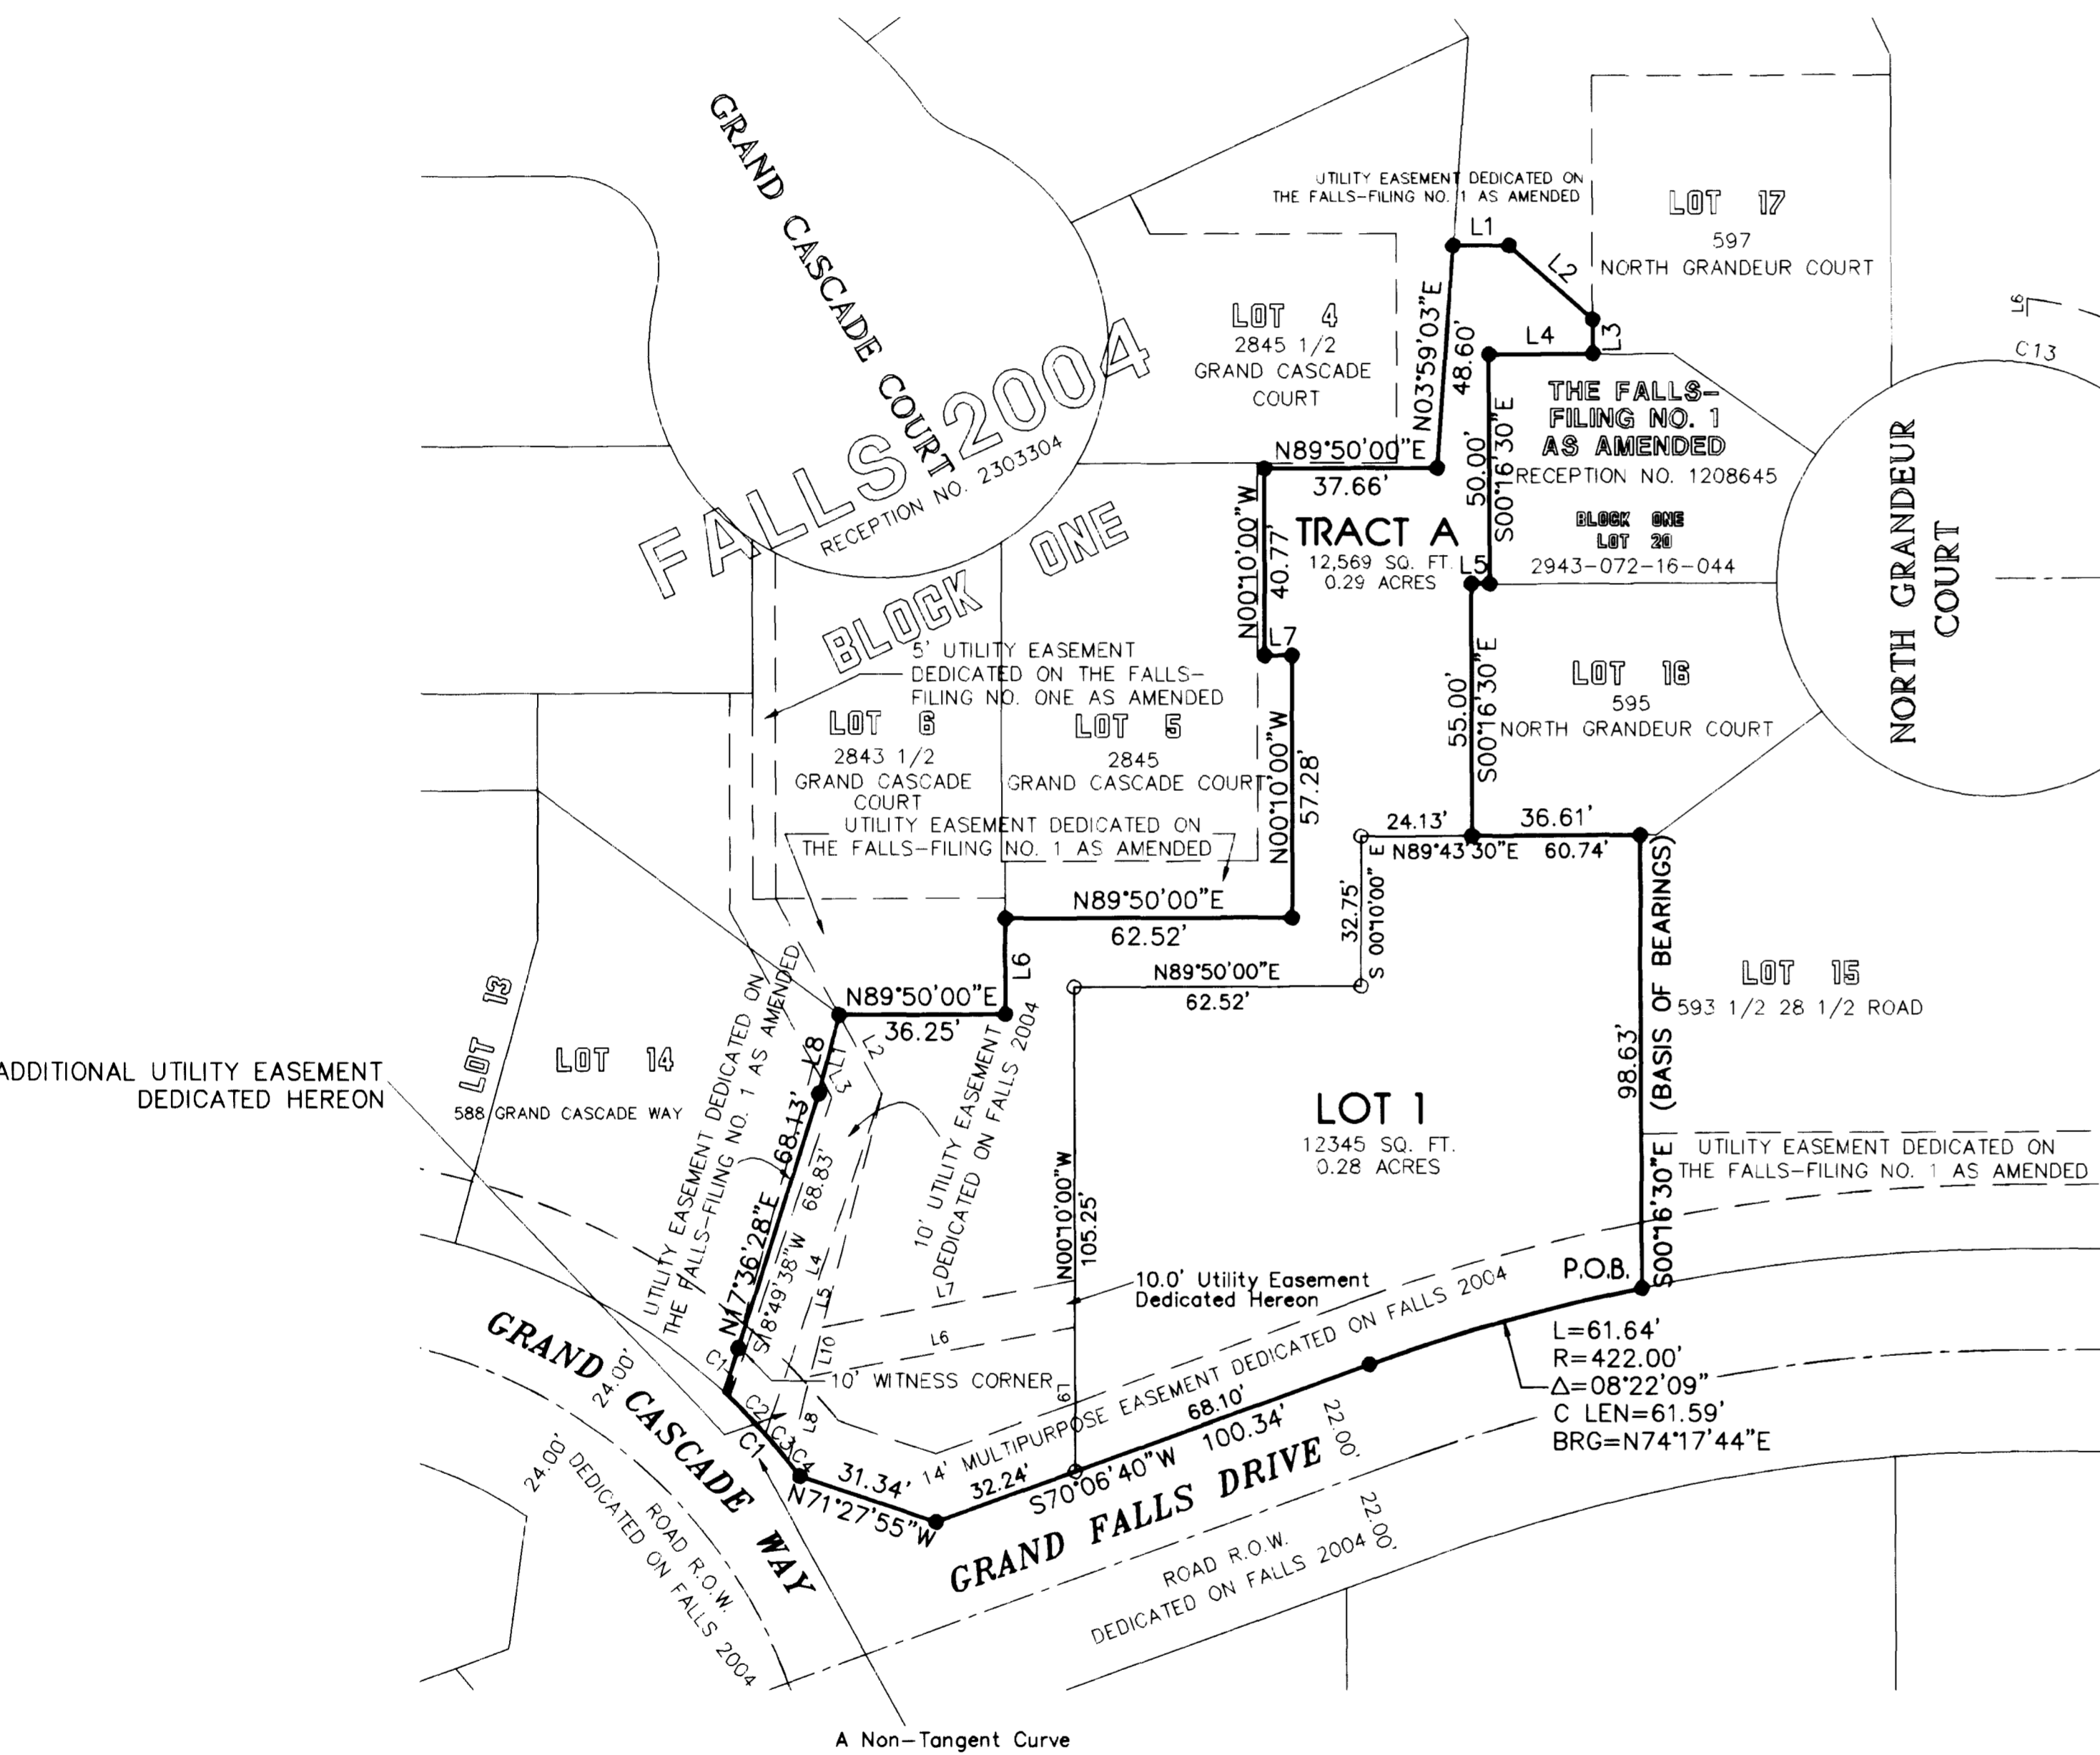 GRAND CASCADE COURT
FALLS 2004
RECEPTION NO. 2303304
BLOCK ONE
UTILITY EASEMENT DEDICATED ON
THE FALLS-FILING NO. 1 AS AMENDED
LOT 17
597
NORTH GRANDEUR COURT
L1
L2
L3
L4
N03°59'03"E
48.60'
LOT 4
2845 1/2
GRAND CASCADE
COURT
L6
C13
THE FALLS-
FILING NO. 1
AS AMENDED
RECEPTION NO. 1208645
BLOCK ONE
LOT 20
2943-072-16-044
NORTH GRANDEUR
COURT
N89°50'00"E
37.66'
50.00'
S00°16'30"E
N00°10'00"W
40.77'
TRACT A
12,569 SQ. FT.
0.29 ACRES
L5
L7
5' UTILITY EASEMENT
DEDICATED ON THE FALLS-
FILING NO. ONE AS AMENDED
LOT 6
2843 1/2
GRAND CASCADE
COURT
LOT 5
2845
GRAND CASCADE COURT
N00°10'00"W
57.28'
55.00'
S00°16'30"E
LOT 16
595
NORTH GRANDEUR COURT
UTILITY EASEMENT DEDICATED ON
THE FALLS-FILING NO. 1 AS AMENDED
24.13'
36.61'
N89°43'30"E 60.74'
32.75'
S 00°10'00" E
N89°50'00"E
62.52'
L6
N89°50'00"E
62.52'
N89°50'00"E
36.25'
98.63'
S00°16'30"E (BASIS OF BEARINGS)
LOT 15
593 1/2 28 1/2 ROAD
LOT 13
LOT 14
588 GRAND CASCADE WAY
ADDITIONAL UTILITY EASEMENT
DEDICATED HEREON
UTILITY EASEMENT DEDICATED ON
THE FALLS-FILING NO. 1 AS AMENDED
L8
L1
L2
L3
N17°36'28"E 68.13'
S18°49'38"W 68.83'
L4
L5
L10
L8
10' UTILITY EASEMENT
DEDICATED ON FALLS 2004
L7
L6
L9
N00°10'00"W
105.25'
LOT 1
12345 SQ. FT.
0.28 ACRES
UTILITY EASEMENT DEDICATED ON
THE FALLS-FILING NO. 1 AS AMENDED
10.0' Utility Easement
Dedicated Hereon
P.O.B.
10' WITNESS CORNER
14' MULTIPURPOSE EASEMENT DEDICATED ON FALLS 2004
L=61.64'
R=422.00'
Δ=08°22'09"
C LEN=61.59'
BRG=N74°17'44"E
C1
C2
C3
C4
C1
31.34'
N71°27'55"W
32.24'
68.10'
S70°06'40"W 100.34'
GRAND CASCADE WAY
24.00'
24.00'
ROAD R.O.W.
DEDICATED ON FALLS 2004
GRAND FALLS DRIVE
22.00'
22.00'
ROAD R.O.W.
DEDICATED ON FALLS 2004
A Non-Tangent Curve